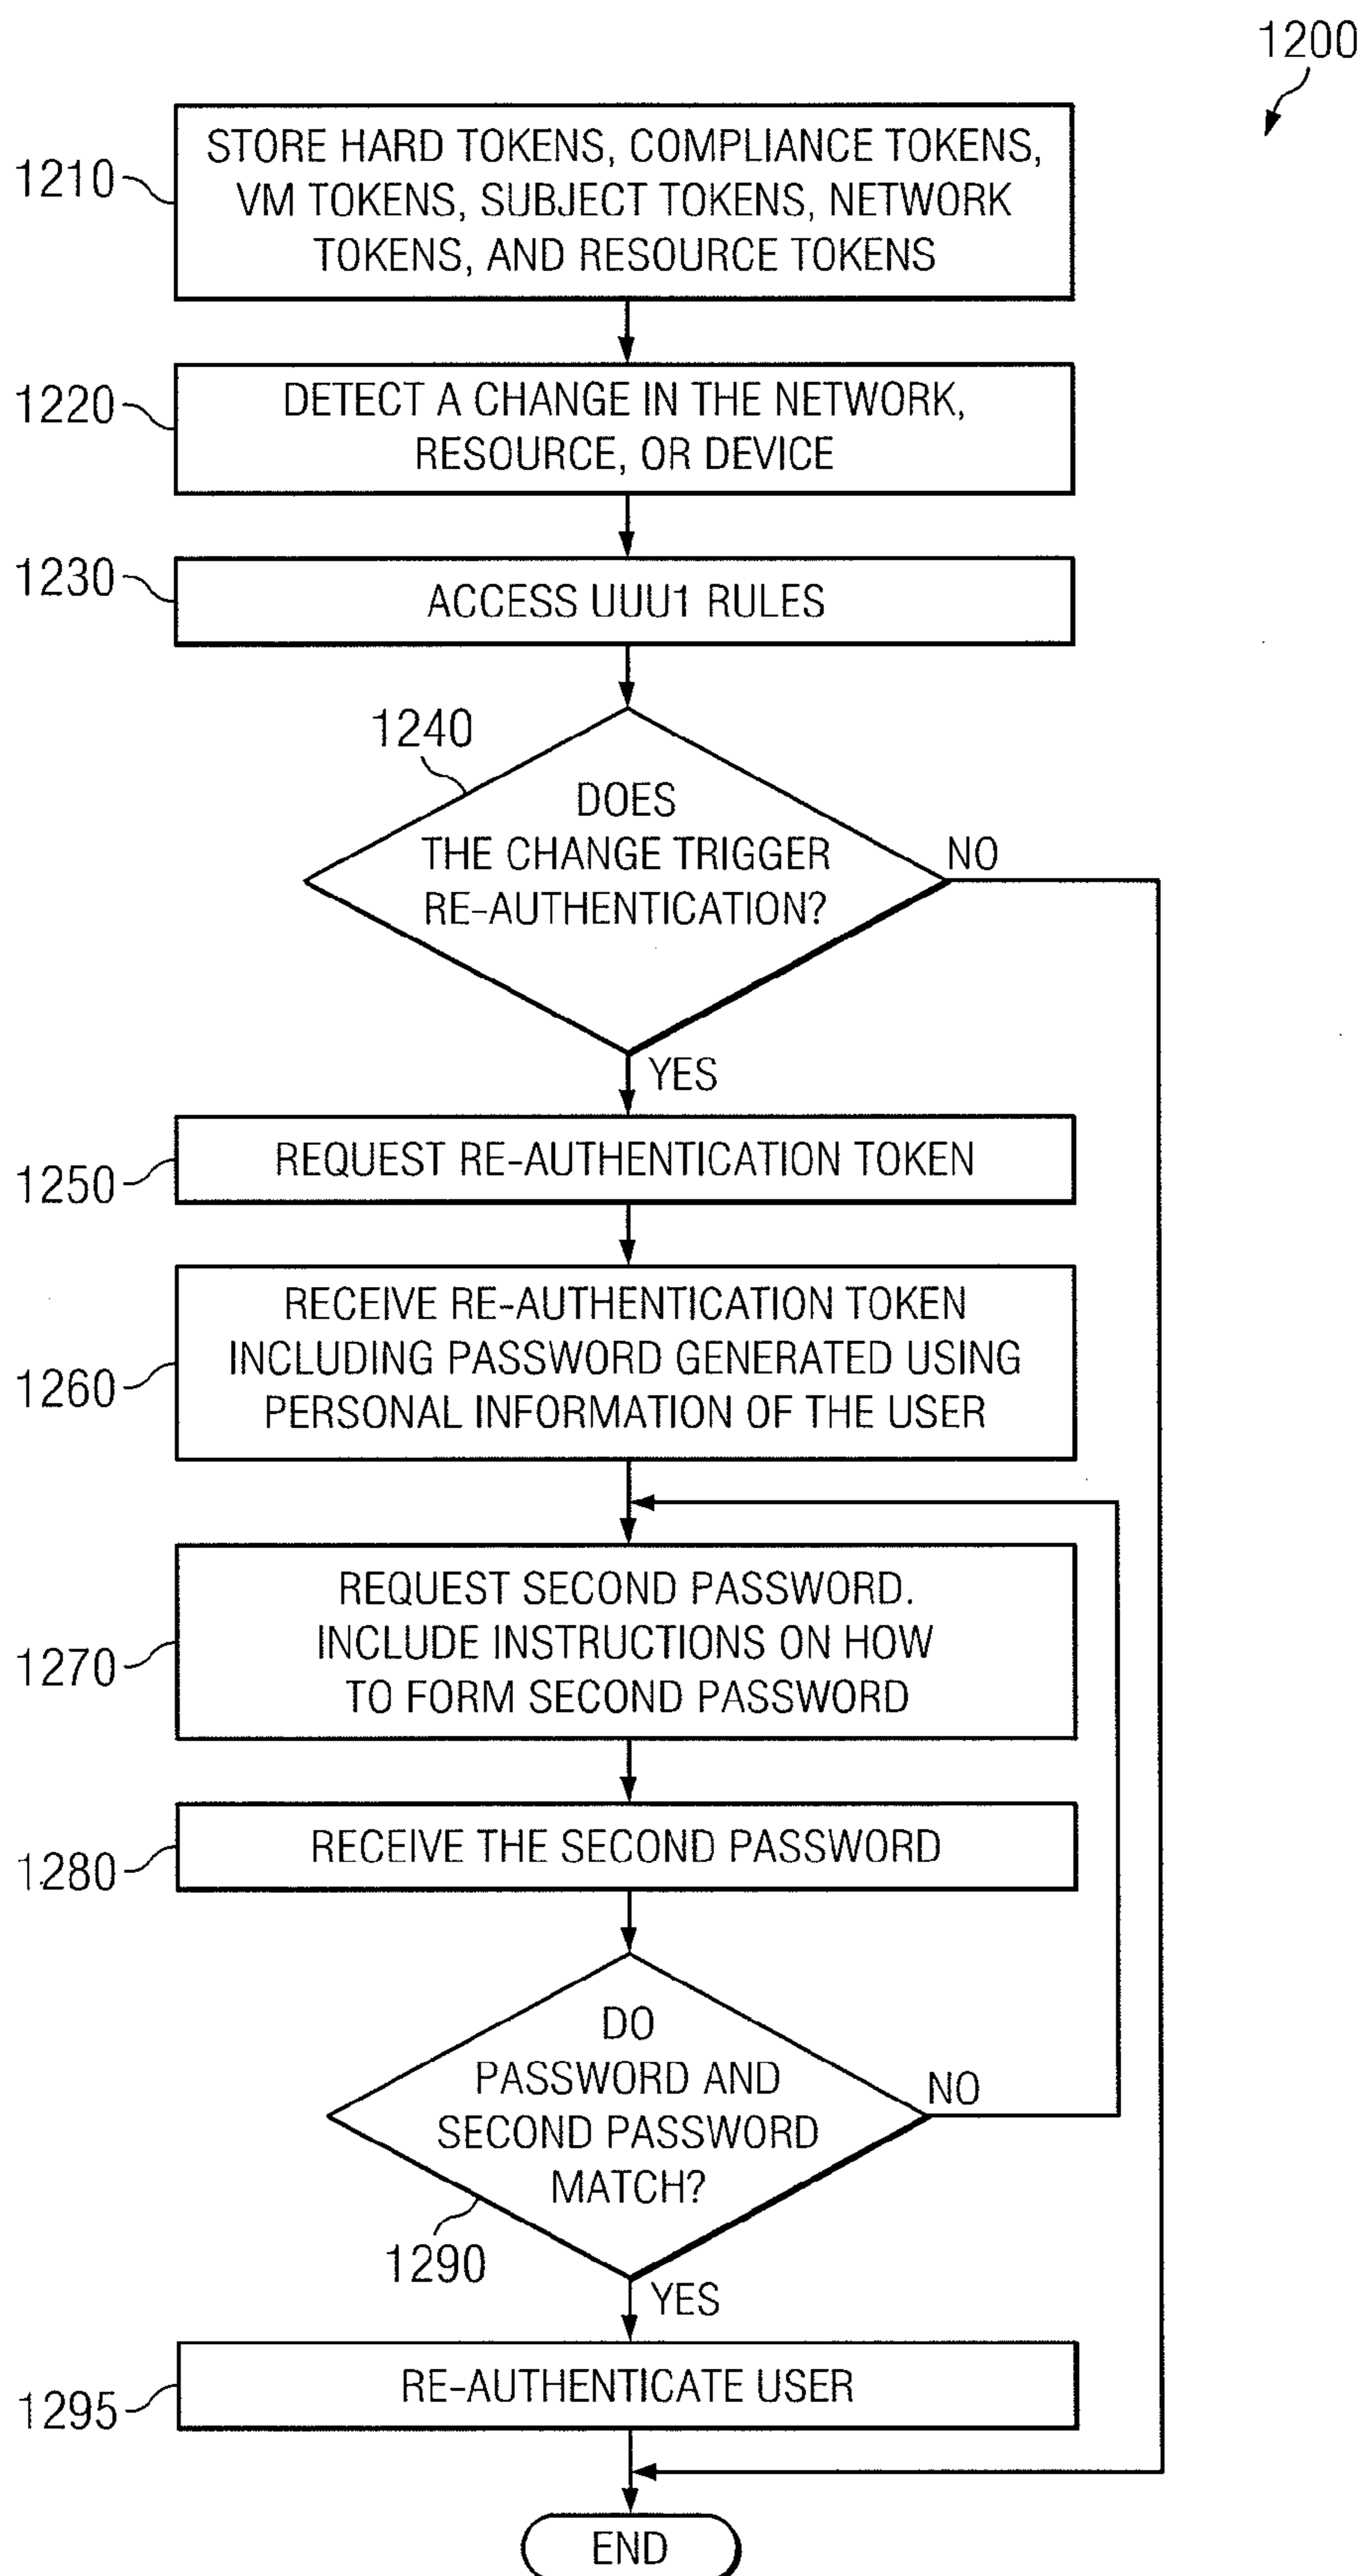 1200
1210
STORE HARD TOKENS, COMPLIANCE TOKENS,
VM TOKENS, SUBJECT TOKENS, NETWORK
TOKENS, AND RESOURCE TOKENS
1220
DETECT A CHANGE IN THE NETWORK,
RESOURCE, OR DEVICE
1230
ACCESS UUU1 RULES
1240
DOES
THE CHANGE TRIGGER
RE-AUTHENTICATION?
NO
YES
1250
REQUEST RE-AUTHENTICATION TOKEN
1260
RECEIVE RE-AUTHENTICATION TOKEN
INCLUDING PASSWORD GENERATED USING
PERSONAL INFORMATION OF THE USER
1270
REQUEST SECOND PASSWORD.
INCLUDE INSTRUCTIONS ON HOW
TO FORM SECOND PASSWORD
1280
RECEIVE THE SECOND PASSWORD
DO
PASSWORD AND
SECOND PASSWORD
MATCH?
NO
1290
YES
1295
RE-AUTHENTICATE USER
END